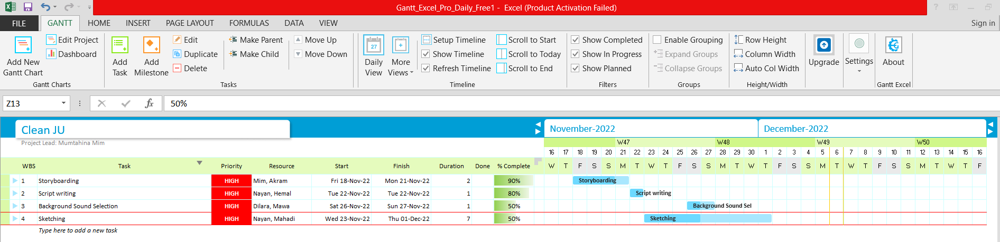 Gantt_Excel_Pro_Daily_Free1 - Excel (Product Activation Failed)
FILE GANTT HOME INSERT PAGE LAYOUT FORMULAS DATA VIEW Sign in
Add New Gantt Chart
Edit Project
Dashboard
Gantt Charts
Add Task
Add Milestone
Edit
Duplicate
Delete
Make Parent
Make Child
Move Up
Move Down
Tasks
27
Daily View
More Views
Setup Timeline
Show Timeline
Refresh Timeline
Scroll to Start
Scroll to Today
Scroll to End
Timeline
Show Completed
Show In Progress
Show Planned
Filters
Enable Grouping
Expand Groups
Collapse Groups
Groups
Row Height
Column Width
Auto Col Width
Height/Width
Upgrade
Settings
About
Gantt Excel
Z13 fx 50%
Clean JU November-2022 December-2022
Project Lead: Mumtahina Mim W47 W48 W49 W50
16 17 18 19 20 21 22 23 24 25 26 27 28 29 30 1 2 3 4 5 6 7 8 9 10 11 12 13 14 15 16
WBS Task Priority Resource Start Finish Duration Done % Complete W T F S S M T W T F S S M T W T F S S M T W T F S S M T W T F
1 Storyboarding HIGH Mim, Akram Fri 18-Nov-22 Mon 21-Nov-22 2 90% Storyboarding
2 Script writing HIGH Nayan, Hemal Tue 22-Nov-22 Tue 22-Nov-22 1 80% Script writing
3 Background Sound Selection HIGH Dilara, Mawa Sat 26-Nov-22 Sun 27-Nov-22 1 50% Background Sound Sel
4 Sketching HIGH Nayan, Mahadi Wed 23-Nov-22 Thu 01-Dec-22 7 50% Sketching
Type here to add a new task